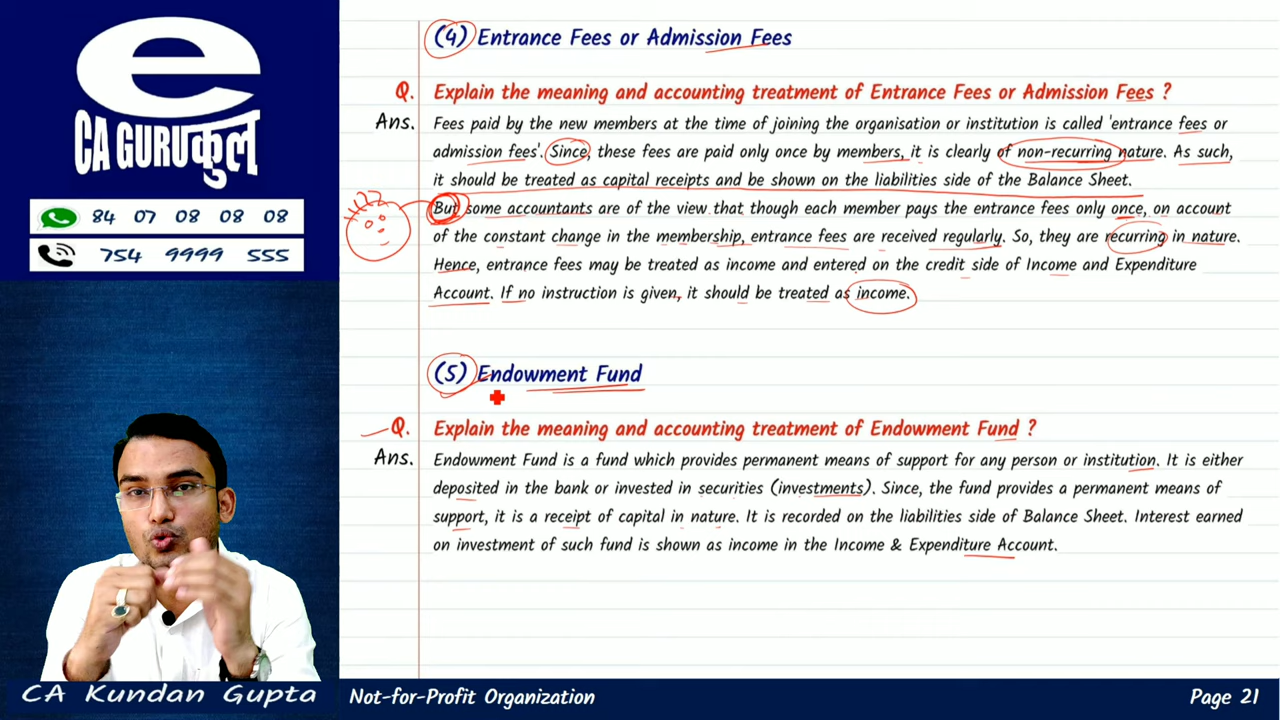 e
CA GURUकुल
84 07 08 08 08
754 9999 555
(4) Entrance Fees or Admission Fees
Q. Explain the meaning and accounting treatment of Entrance Fees or Admission Fees ?
Ans. Fees paid by the new members at the time of joining the organisation or institution is called 'entrance fees or
admission fees'. Since, these fees are paid only once by members, it is clearly of non-recurring nature. As such,
it should be treated as capital receipts and be shown on the liabilities side of the Balance Sheet.
But some accountants are of the view that though each member pays the entrance fees only once, on account
of the constant change in the membership, entrance fees are received regularly. So, they are recurring in nature.
Hence, entrance fees may be treated as income and entered on the credit side of Income and Expenditure
Account. If no instruction is given, it should be treated as income.
(5) Endowment Fund
Q. Explain the meaning and accounting treatment of Endowment Fund ?
Ans. Endowment Fund is a fund which provides permanent means of support for any person or institution. It is either
deposited in the bank or invested in securities (investments). Since, the fund provides a permanent means of
support, it is a receipt of capital in nature. It is recorded on the liabilities side of Balance Sheet. Interest earned
on investment of such fund is shown as income in the Income & Expenditure Account.
CA Kundan Gupta
Not-for-Profit Organization
Page 21